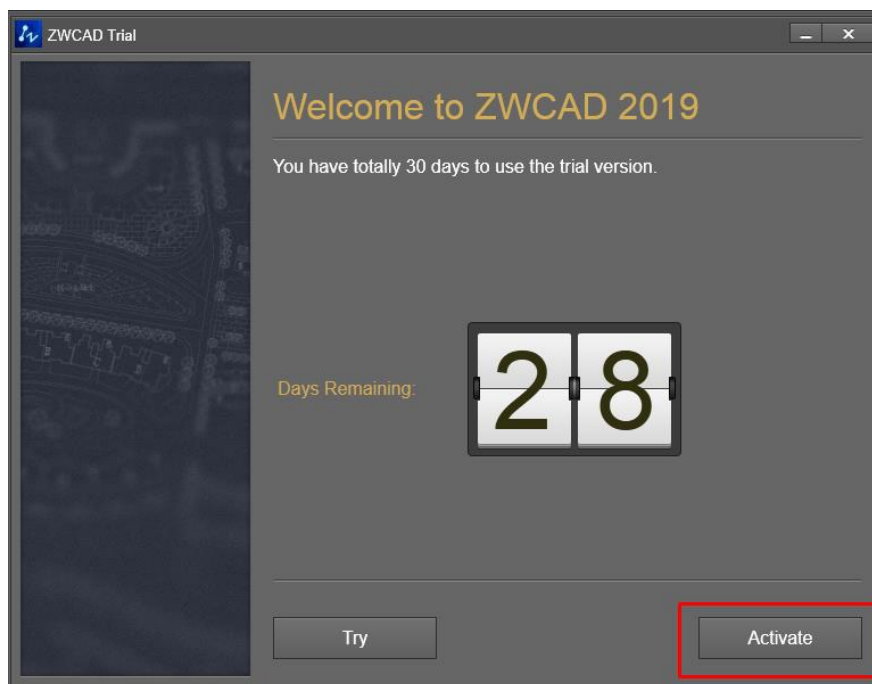 ZWCAD Trial
Welcome to ZWCAD 2019
You have totally 30 days to use the trial version.
Days Remaining:
28
Try
Activate